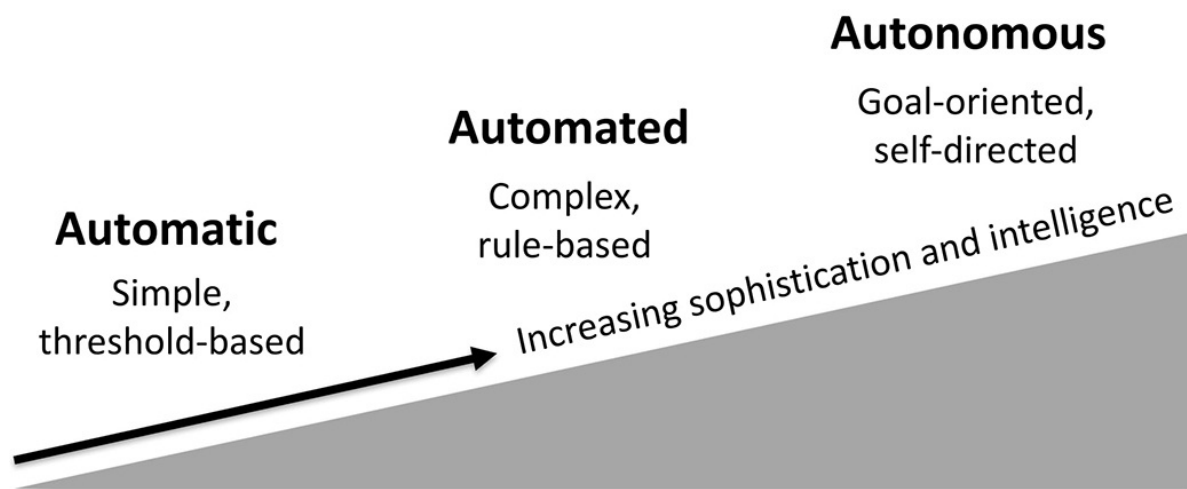 Automatic
Simple,
threshold-based
Automated
Complex,
rule-based
Autonomous
Goal-oriented,
self-directed
Increasing sophistication and intelligence